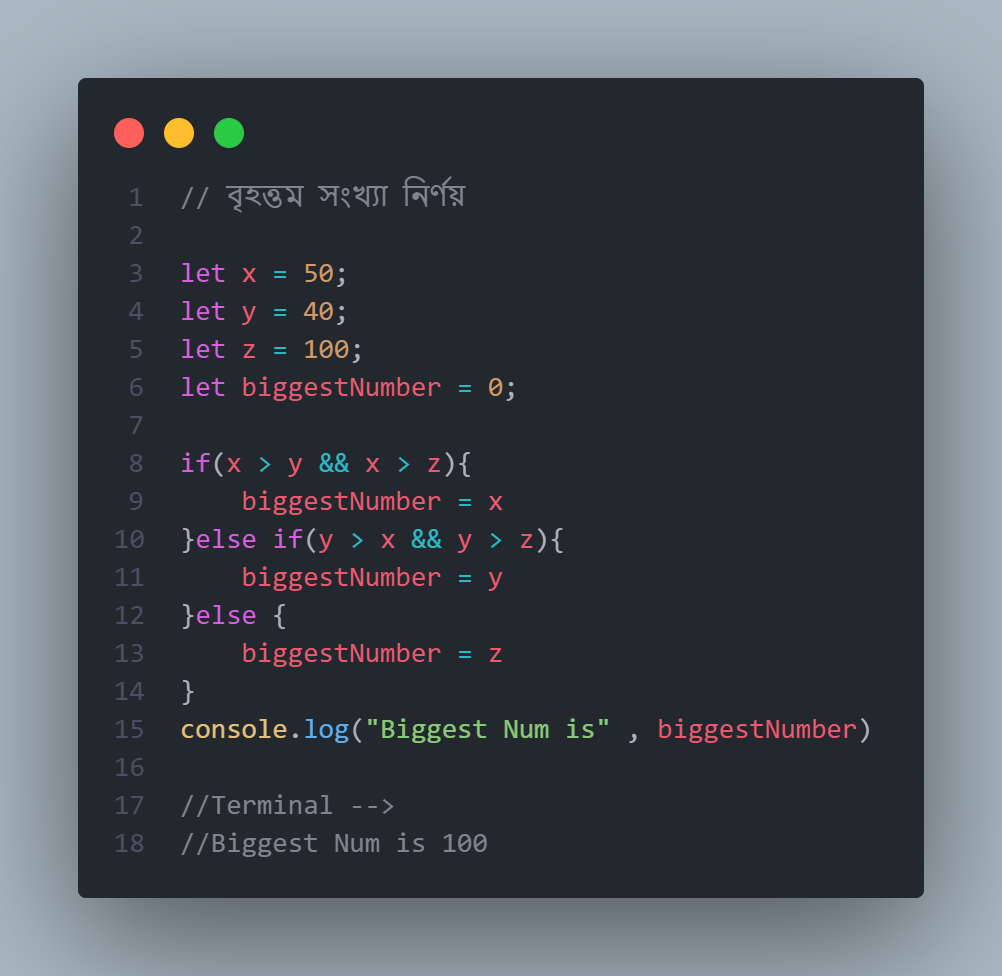 1 // বৃহত্তম সংখ্যা নির্ণয়
2
3 let x = 50;
4 let y = 40;
5 let z = 100;
6 let biggestNumber = 0;
7
8 if(x > y && x > z){
9     biggestNumber = x
10 }else if(y > x && y > z){
11     biggestNumber = y
12 }else {
13     biggestNumber = z
14 }
15 console.log("Biggest Num is" , biggestNumber)
16
17 //Terminal -->
18 //Biggest Num is 100